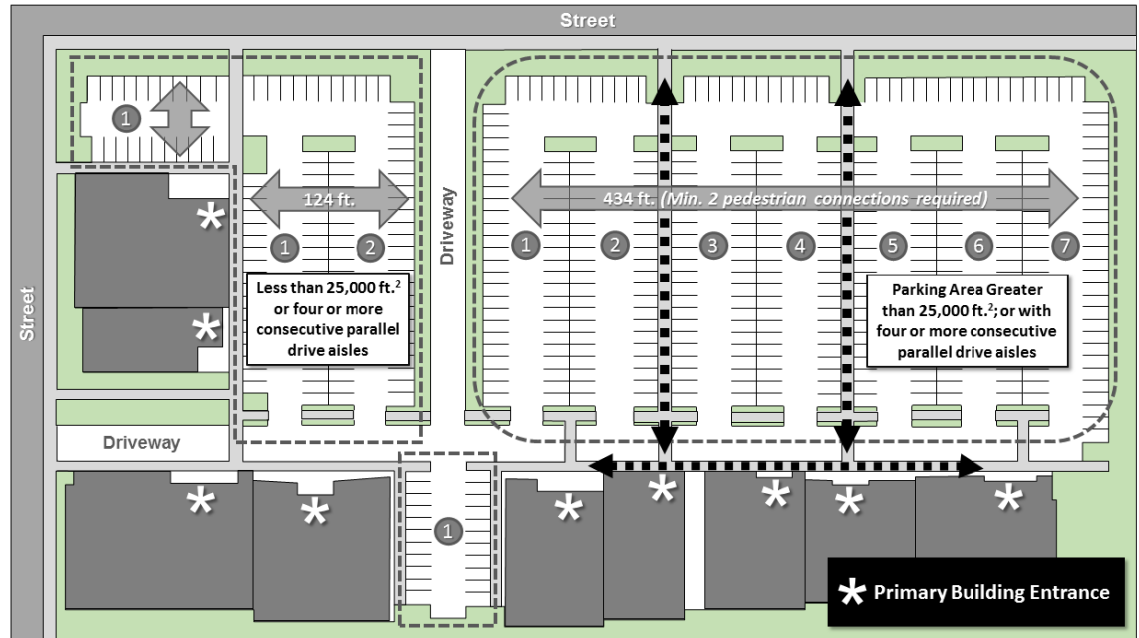 Street
Street
Driveway
Driveway
1
124 ft.
1
2
Less than 25,000 ft.²
or four or more
consecutive parallel
drive aisles
434 ft. (Min. 2 pedestrian connections required)
1
2
3
4
5
6
7
Parking Area Greater
than 25,000 ft.²; or with
four or more consecutive
parallel drive aisles
1
* Primary Building Entrance